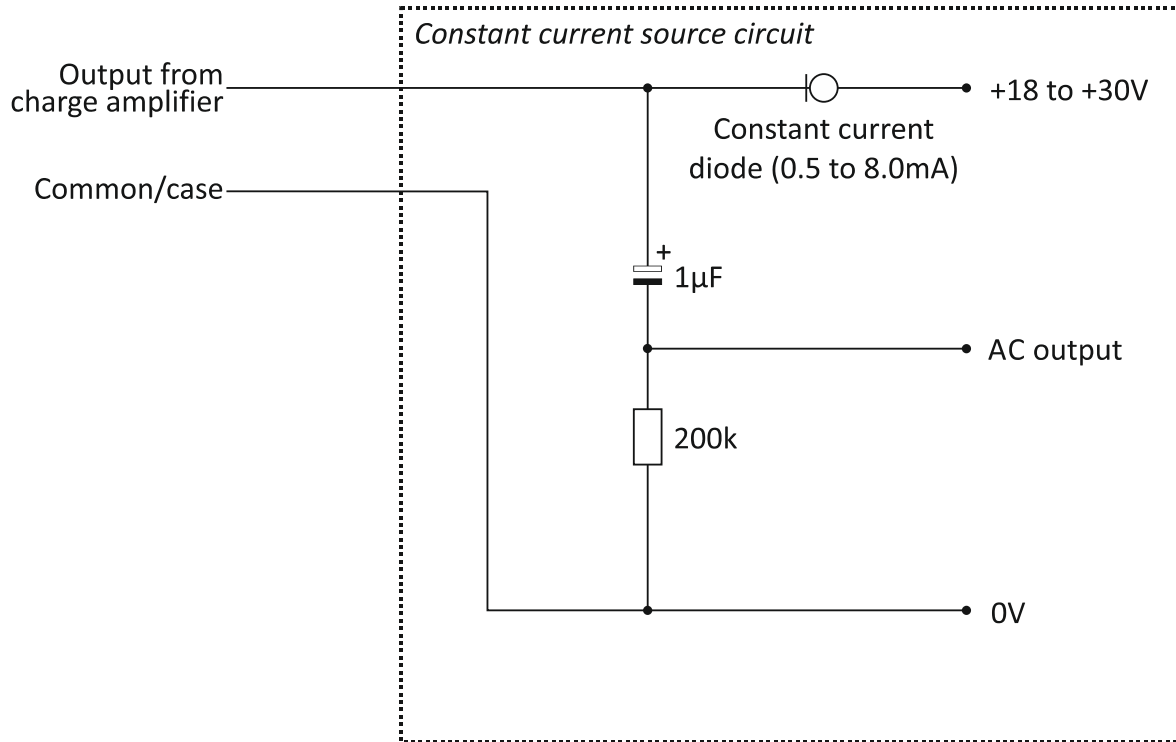 Constant current source circuit
Output from
charge amplifier
+18 to +30V
Constant current
diode (0.5 to 8.0mA)
Common/case
+
1μF
AC output
200k
0V